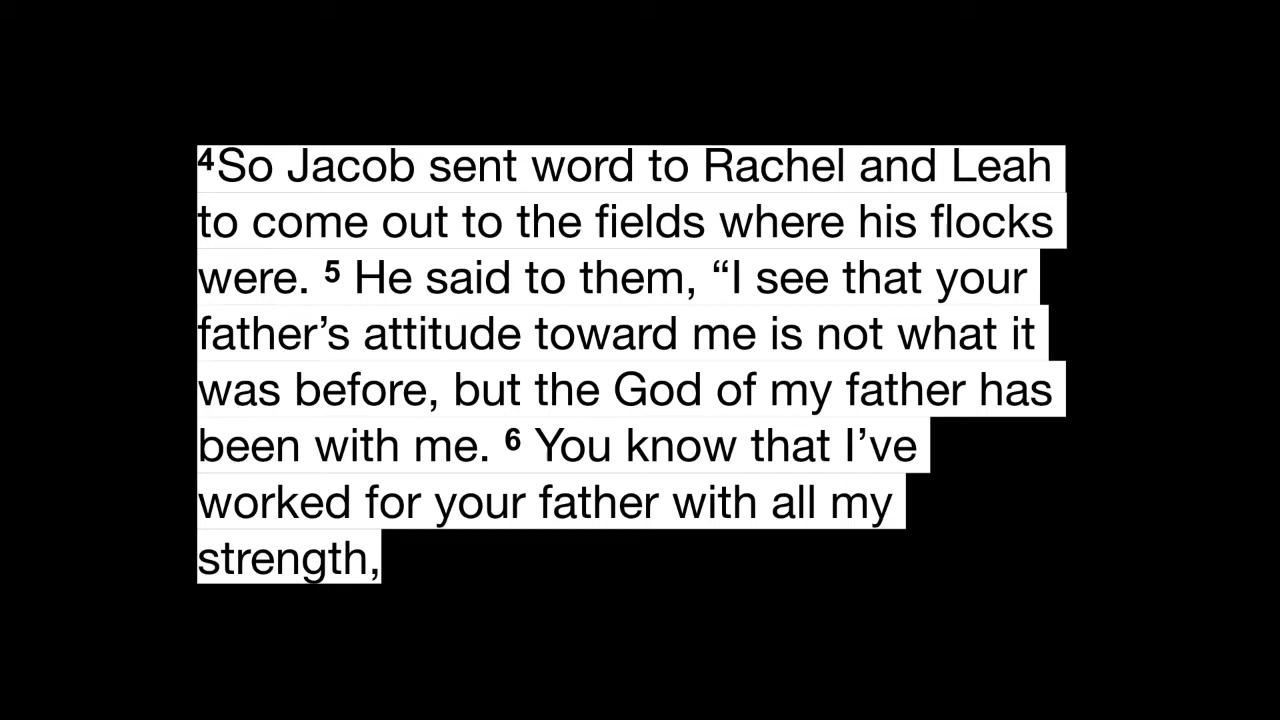 4So Jacob sent word to Rachel and Leah
to come out to the fields where his flocks
were. 5 He said to them, “I see that your
father’s attitude toward me is not what it
was before, but the God of my father has
been with me. 6 You know that I’ve
worked for your father with all my
strength,